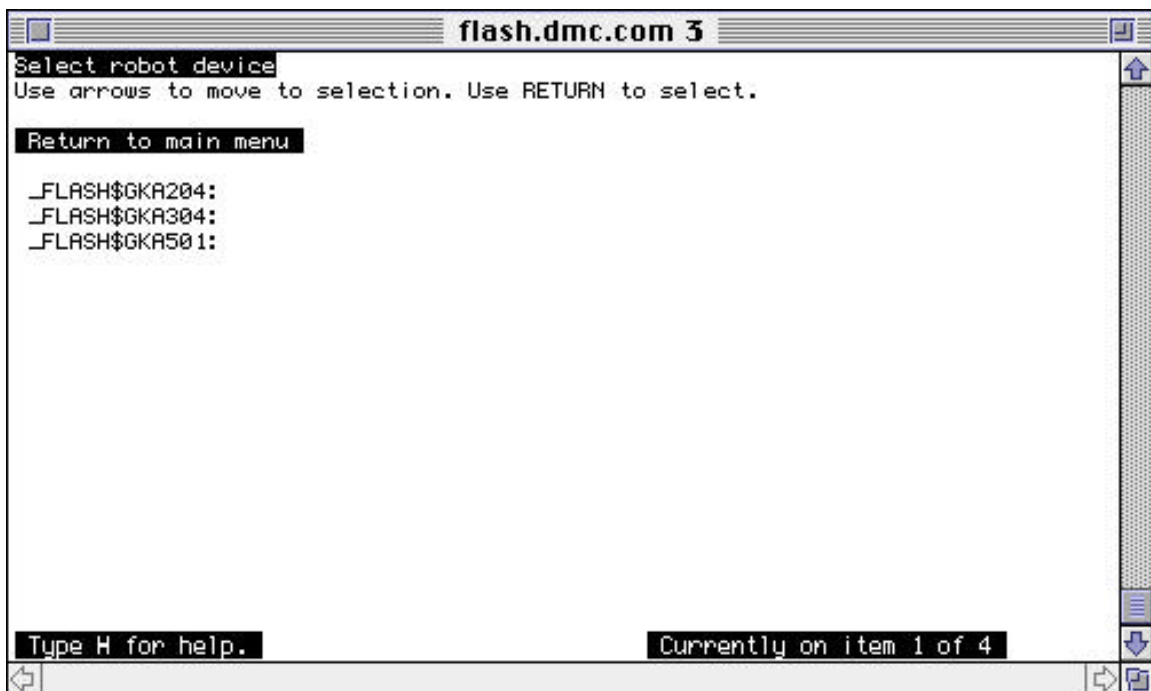 flash.dmc.com 3
Select robot device
Use arrows to move to selection. Use RETURN to select.
Return to main menu
_FLASH$GKA204:
_FLASH$GKA304:
_FLASH$GKA501:
Type H for help. Currently on item 1 of 4